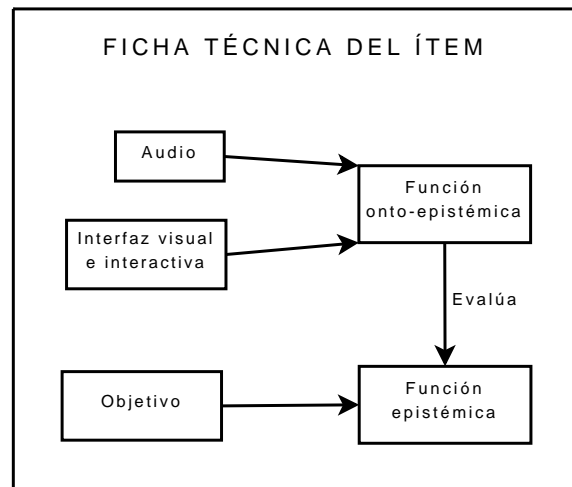 FICHA TÉCNICA DEL ÍTEM
Audio
Función
onto-epistémica
Interfaz visual
e interactiva
Evalúa
Objetivo
Función
epistémica